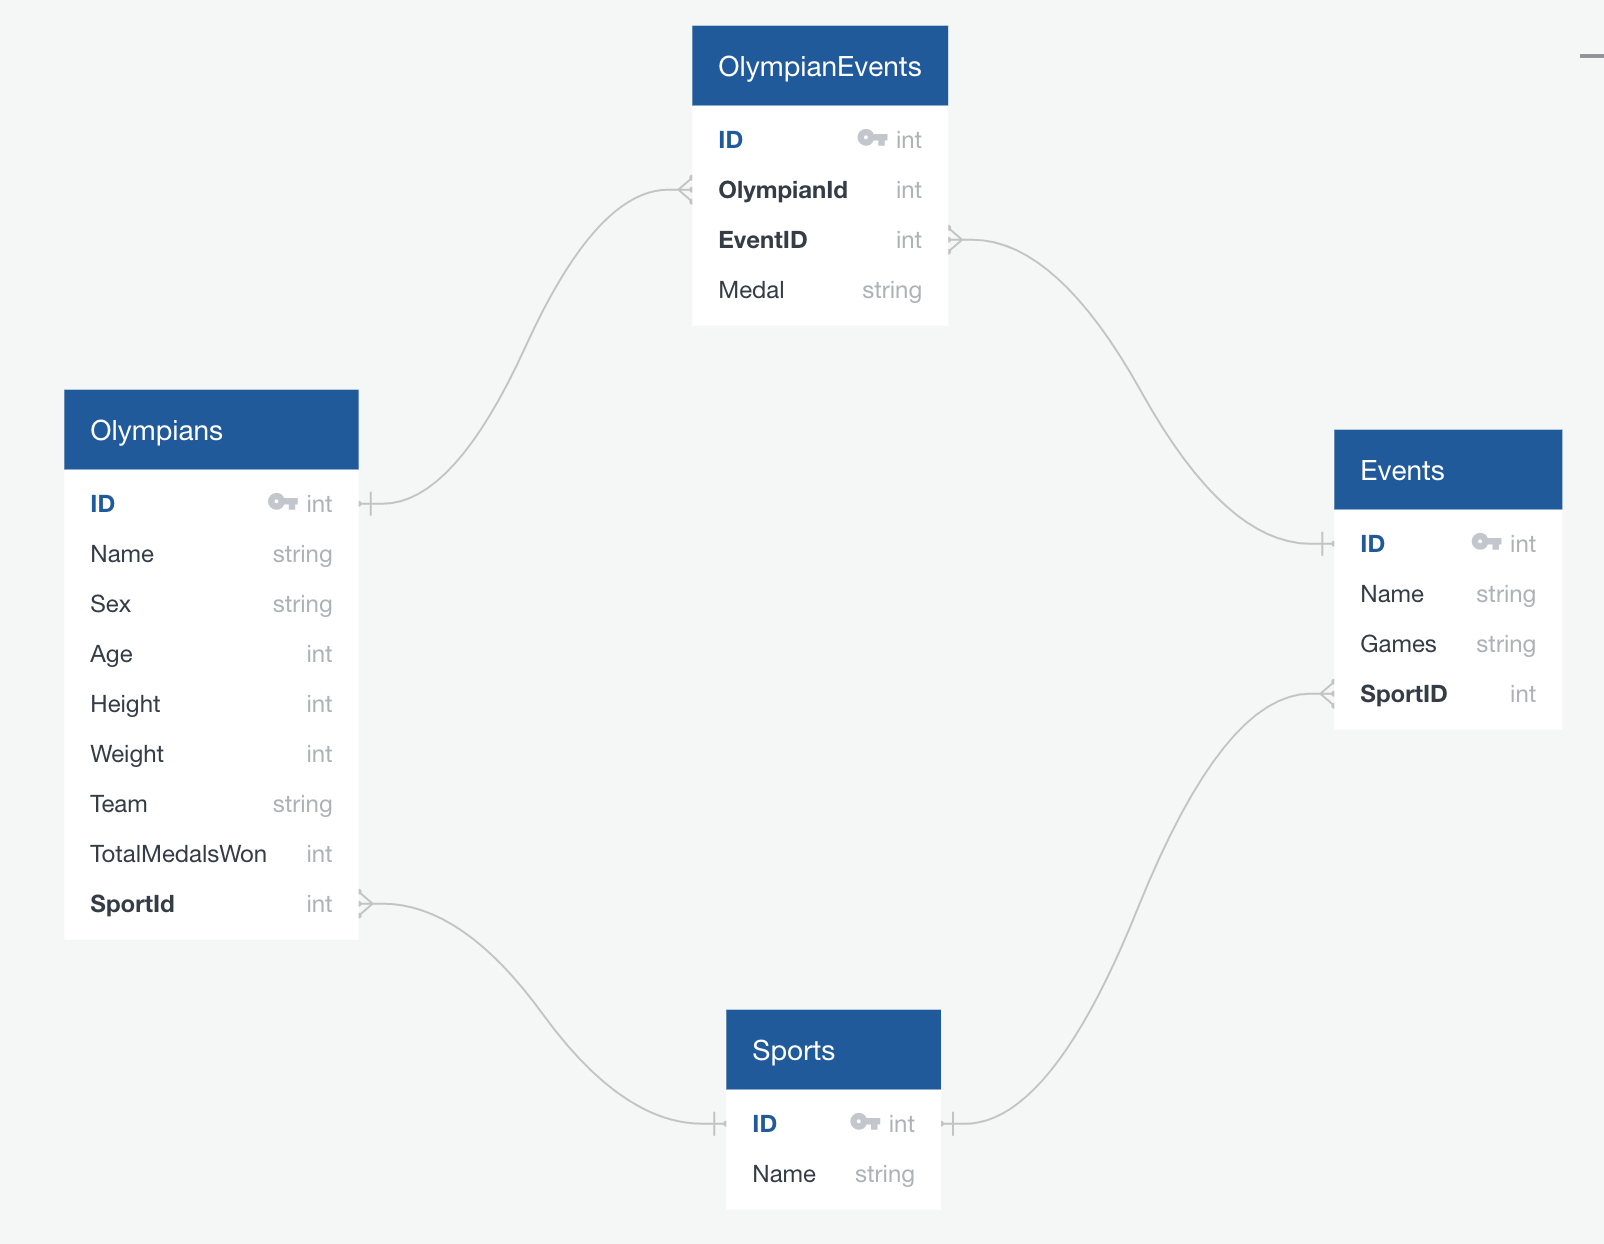 OlympianEvents
ID int
OlympianId int
EventID int
Medal string
Olympians
ID int
Name string
Sex string
Age int
Height int
Weight int
Team string
TotalMedalsWon int
SportId int
Events
ID int
Name string
Games string
SportID int
Sports
ID int
Name string